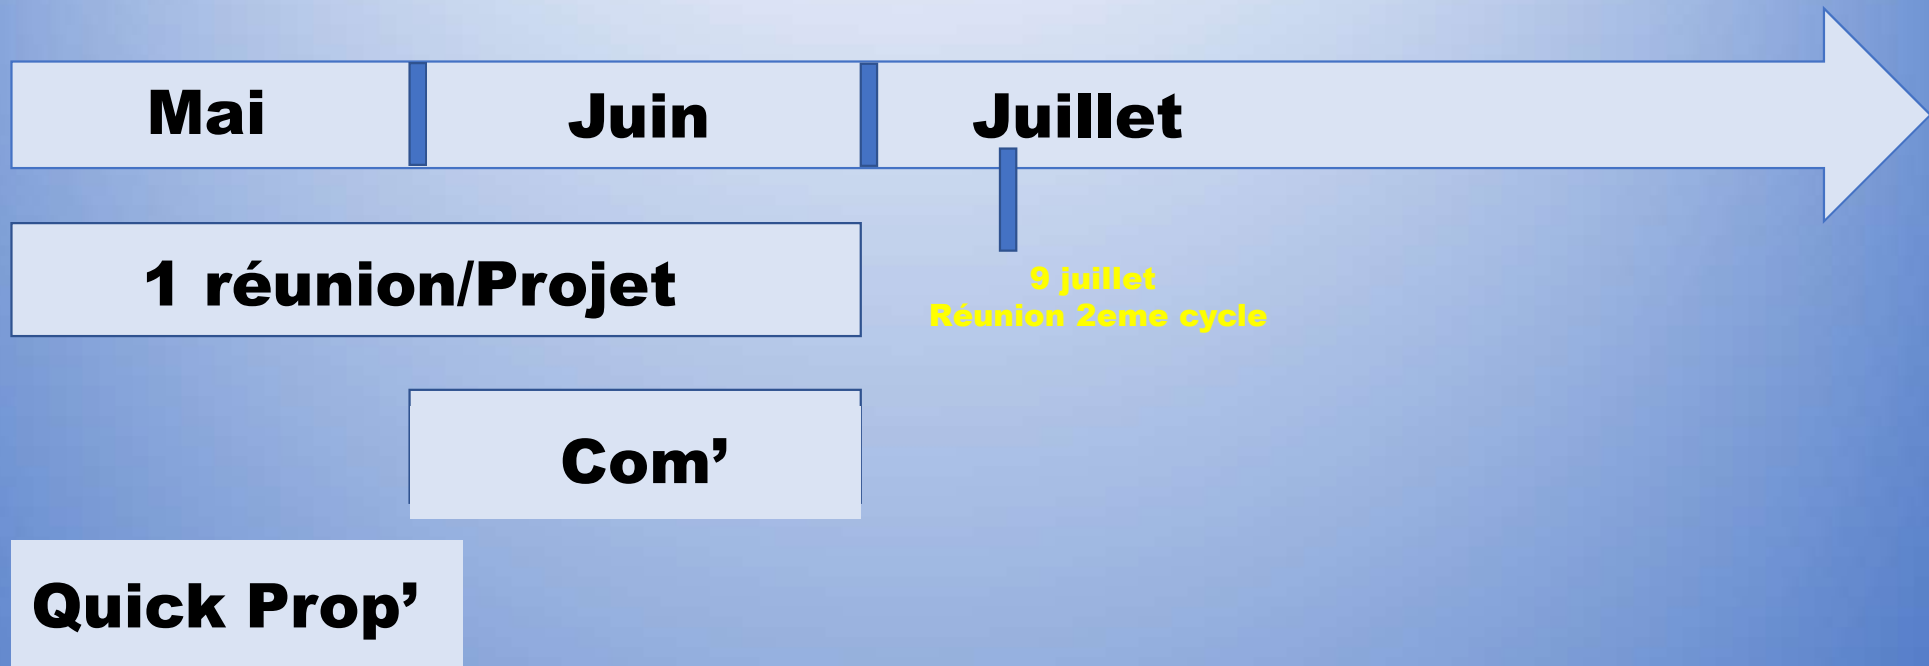 Mai
Juin
Juillet
1 réunion/Projet
9 juillet
Réunion 2eme cycle
Com’
Quick Prop’